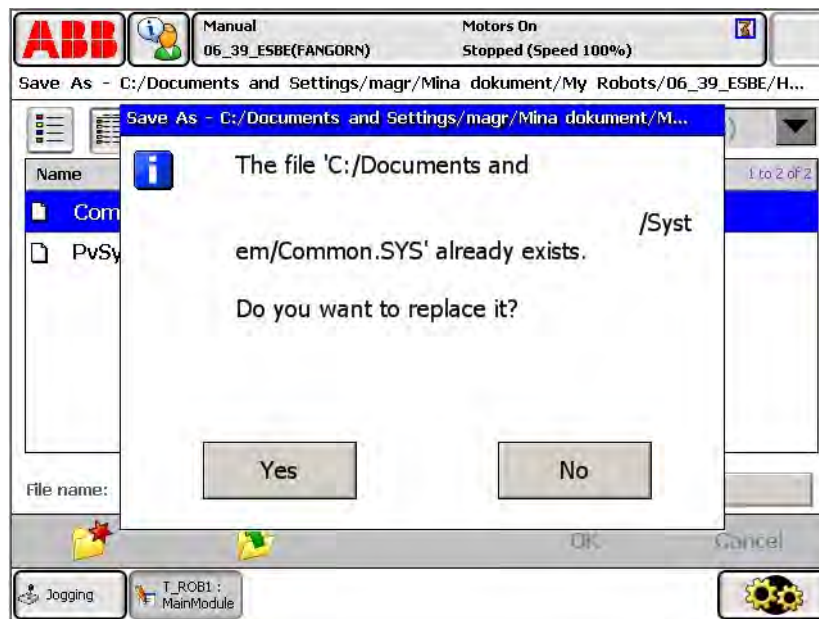 ABB
Manual
06_39_ESBE(FANGORN)
Motors On
Stopped (Speed 100%)
Save As - C:/Documents and Settings/magr/Mina dokument/My Robots/06_39_ESBE/H...
Save As - C:/Documents and Settings/magr/Mina dokument/M...
Name
1 to 2 of 2
Com
PvSy
The file 'C:/Documents and
/Syst
em/Common.SYS' already exists.
Do you want to replace it?
Yes
No
File name:
OK
Cancel
Jogging
T_ROB1 :
MainModule